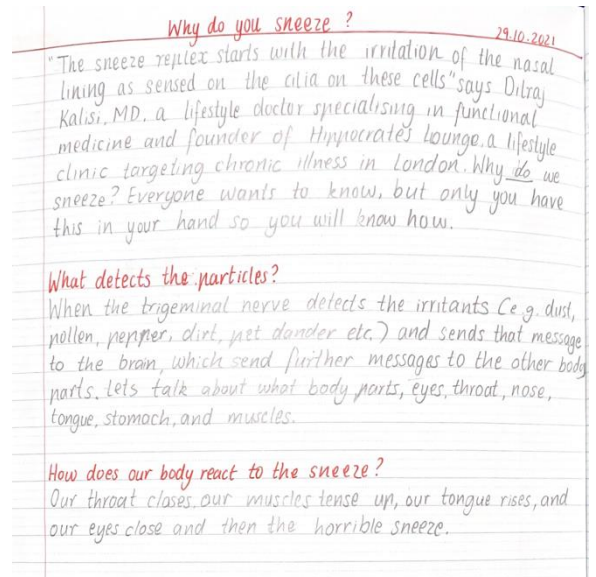 Why do you sneeze ?
29.10.2021
"The sneeze reflex starts with the irritation of the nasal
lining as sensed on the cilia on these cells" says Dilraj
Kalisi, MD. a lifestyle doctor specialising in functional
medicine and founder of Hippocrates lounge, a lifestyle
clinic targeting chronic illness in London. Why do we
sneeze? Everyone wants to know, but only you have
this in your hand so you will know how.
What detects the particles?
When the trigeminal nerve detects the irritants (e.g. dust,
pollen, pepper, dirt, pet dander etc.) and sends that message
to the brain, which send further messages to the other body
parts. Lets talk about what body parts, eyes, throat, nose,
tongue, stomach, and muscles.
How does our body react to the sneeze ?
Our throat closes, our muscles tense up, our tongue rises, and
our eyes close and then the horrible sneeze.